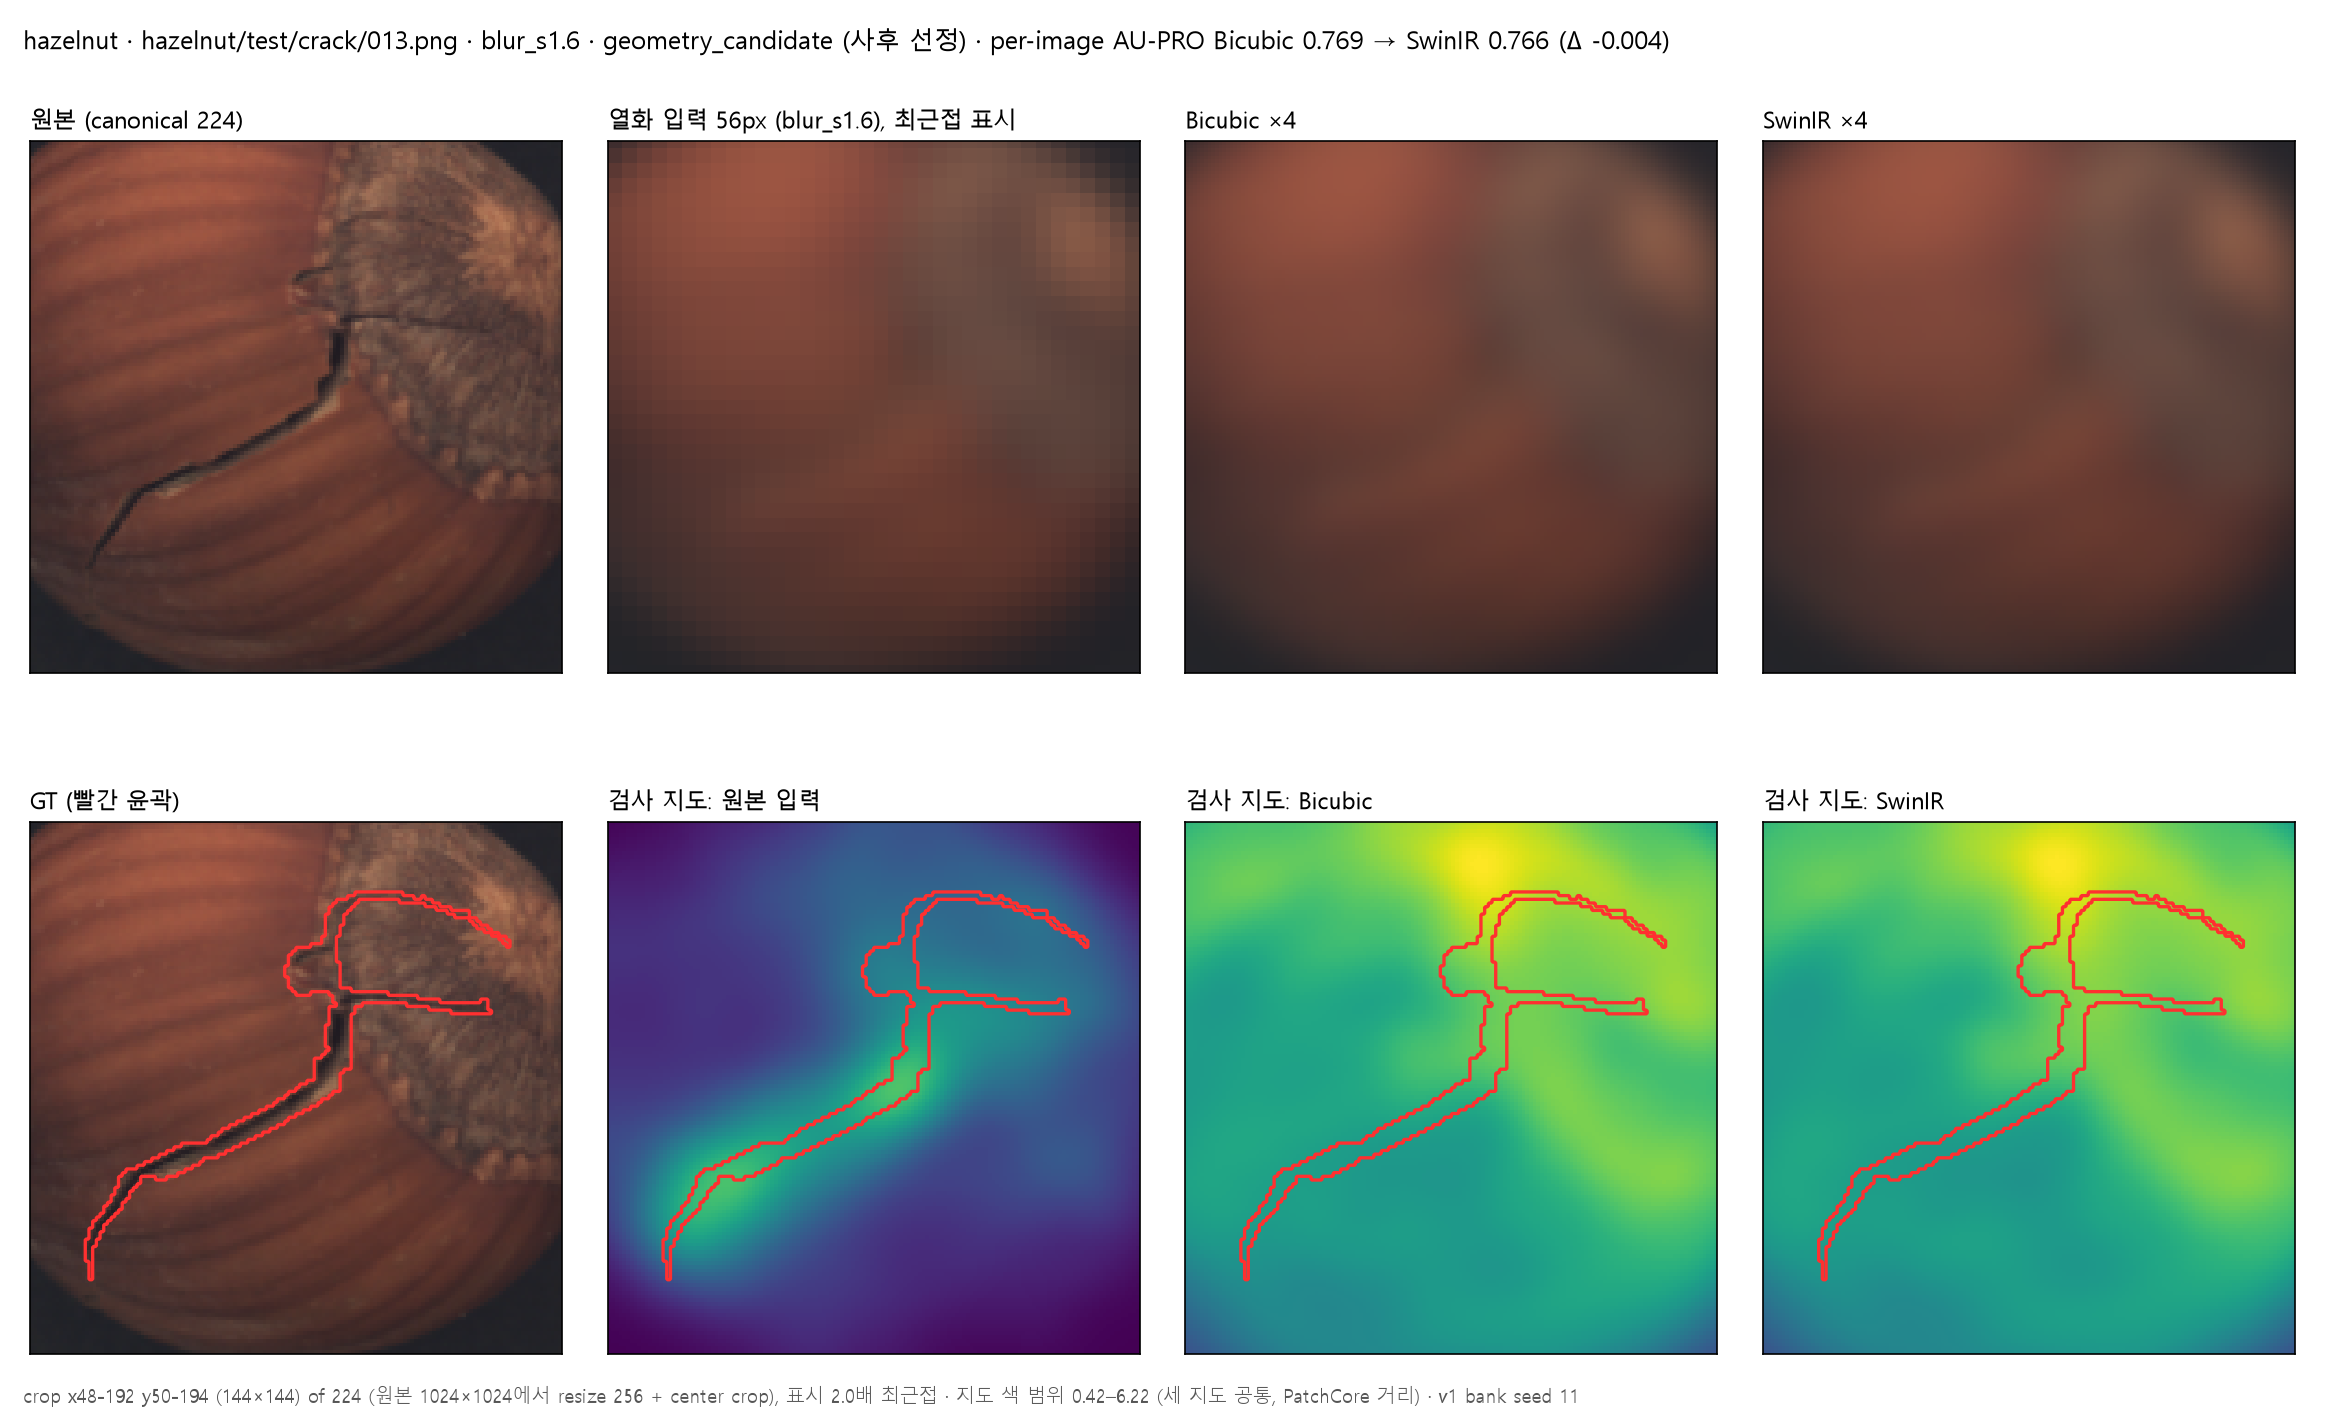 hazelnut · hazelnut/test/crack/013.png · blur_s1.6 · geometry_candidate (사후 선정) · per-image AU-PRO Bicubic 0.769 → SwinIR 0.766 (Δ -0.004)
원본 (canonical 224)
열화 입력 56px (blur_s1.6), 최근접 표시
Bicubic ×4
SwinIR ×4
GT (빨간 윤곽)
검사 지도: 원본 입력
검사 지도: Bicubic
검사 지도: SwinIR
crop x48-192 y50-194 (144×144) of 224 (원본 1024×1024에서 resize 256 + center crop), 표시 2.0배 최근접 · 지도 색 범위 0.42–6.22 (세 지도 공통, PatchCore 거리) · v1 bank seed 11